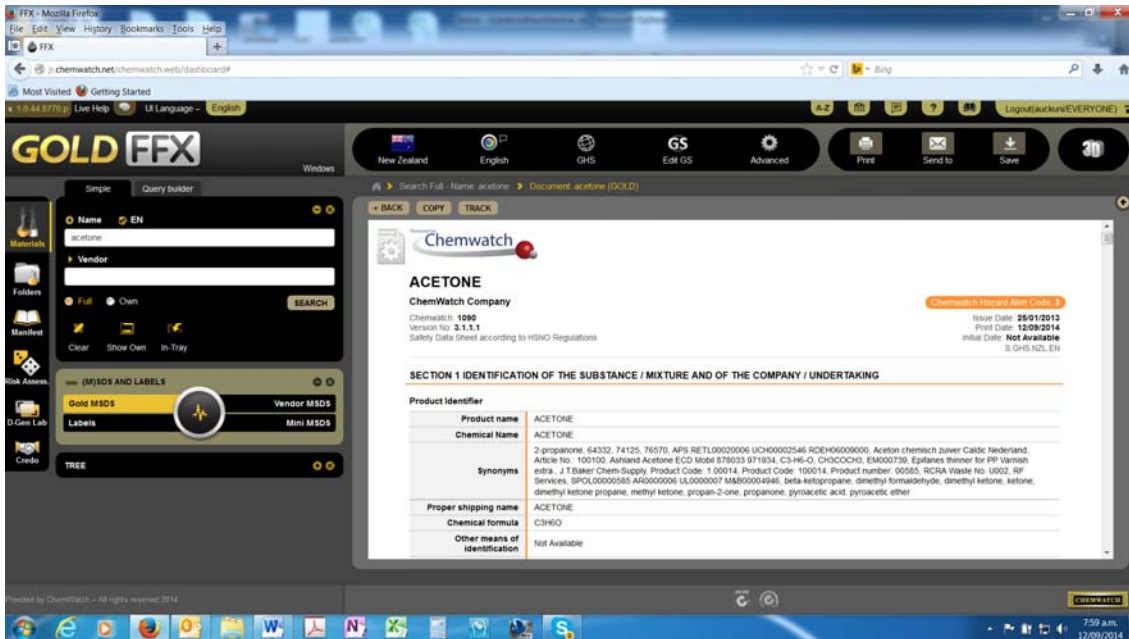 FFX - Mozilla Firefox
File Edit View History Bookmarks Tools Help
FFX
jr.chemwatch.net/chemwatch.web/dashboard#
Bing
Most Visited Getting Started
v. 1.0.44.5770.p Live Help UI Language – English
A-Z ? Logout(auckuni/EVERYONE)
GOLD FFX
Windows
New Zealand English GHS GS Edit GS Advanced Print Send to Save 3D
Simple Query builder
Search Full - Name: acetone Document: acetone (GOLD)
Name EN
BACK COPY TRACK
acetone
Vendor
Full Own SEARCH
Clear Show Own In-Tray
Materials
Folders
Manifest
Risk Assess.
D-Gen Lab
Credo
(M)SDS AND LABELS
Gold MSDS Vendor MSDS
Labels Mini MSDS
TREE
Chemwatch
ACETONE
ChemWatch Company
Chemwatch Hazard Alert Code: 3
Chemwatch: 1090
Version No: 3.1.1.1
Safety Data Sheet according to HSNO Regulations
Issue Date: 25/01/2013
Print Date: 12/09/2014
Initial Date: Not Available
S.GHS.NZL.EN
SECTION 1 IDENTIFICATION OF THE SUBSTANCE / MIXTURE AND OF THE COMPANY / UNDERTAKING
Product Identifier
Product name ACETONE
Chemical Name ACETONE
Synonyms
2-propanone, 64332, 74125, 76570, APS RETL00020006 UCH00002546 RDEH06009000, Aceton chemisch zuiver Caldic Nederland,
Article No.: 100100, Ashland Acetone ECD Mobil 878033 971934, C3-H6-O, CH3COCH3, EM000739, Epifanes thinner for PP Varnish
extra., J.T.Baker Chem-Supply, Product Code: 1.00014, Product Code: 100014, Product number: 00585, RCRA Waste No. U002, RF
Services, SPOL00000585 AR0000006 UL0000007 M&B00004946, beta-ketopropane, dimethyl formaldehyde, dimethyl ketone, ketone,
dimethyl ketone propane, methyl ketone, propan-2-one, propanone, pyroacetic acid, pyroacetic ether
Proper shipping name ACETONE
Chemical formula C3H6O
Other means of identification Not Available
Provided by ChemWatch – All rights reserved 2014
CHEMWATCH
7:59 a.m.
12/09/2014